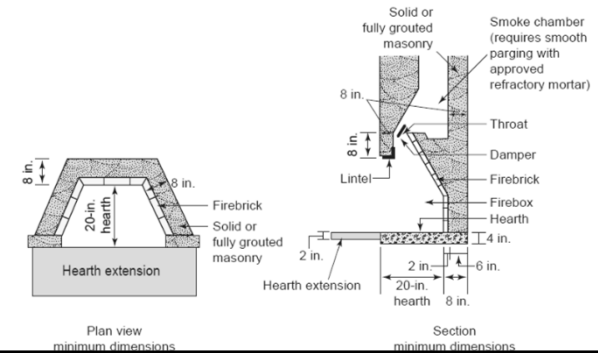 Solid or
fully grouted
masonry
Smoke chamber
(requires smooth
parging with
approved
refractory mortar)
8 in.
Throat
8 in.
Damper
Lintel
Firebrick
Firebox
Hearth
4 in.
2 in.
Hearth extension
2 in.
6 in.
20-in.
hearth
8 in.
Section
minimum dimensions
8 in.
8 in.
20-in.
hearth
Firebrick
Solid or
fully grouted
masonry
Hearth extension
Plan view
minimum dimensions